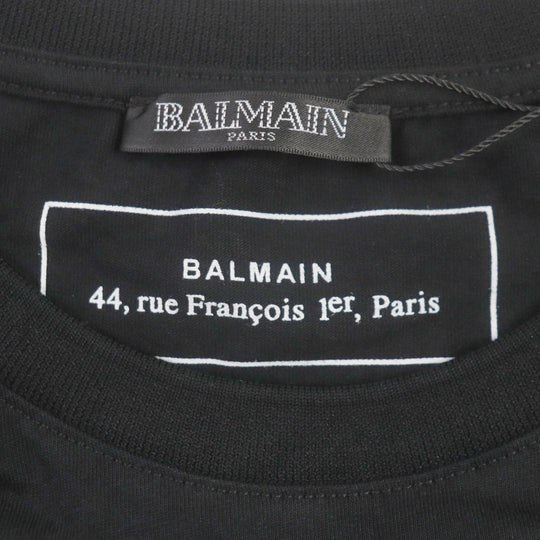 BALMAIN
PARIS
BALMAIN
44, rue François 1er, Paris